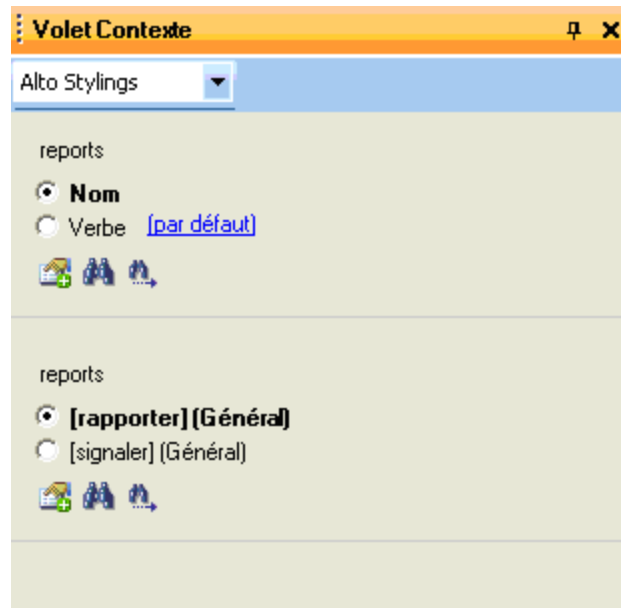 Volet Contexte
Alto Stylings
reports
Nom
Verbe (par défaut)
reports
[rapporter] (Général)
[signaler] (Général)